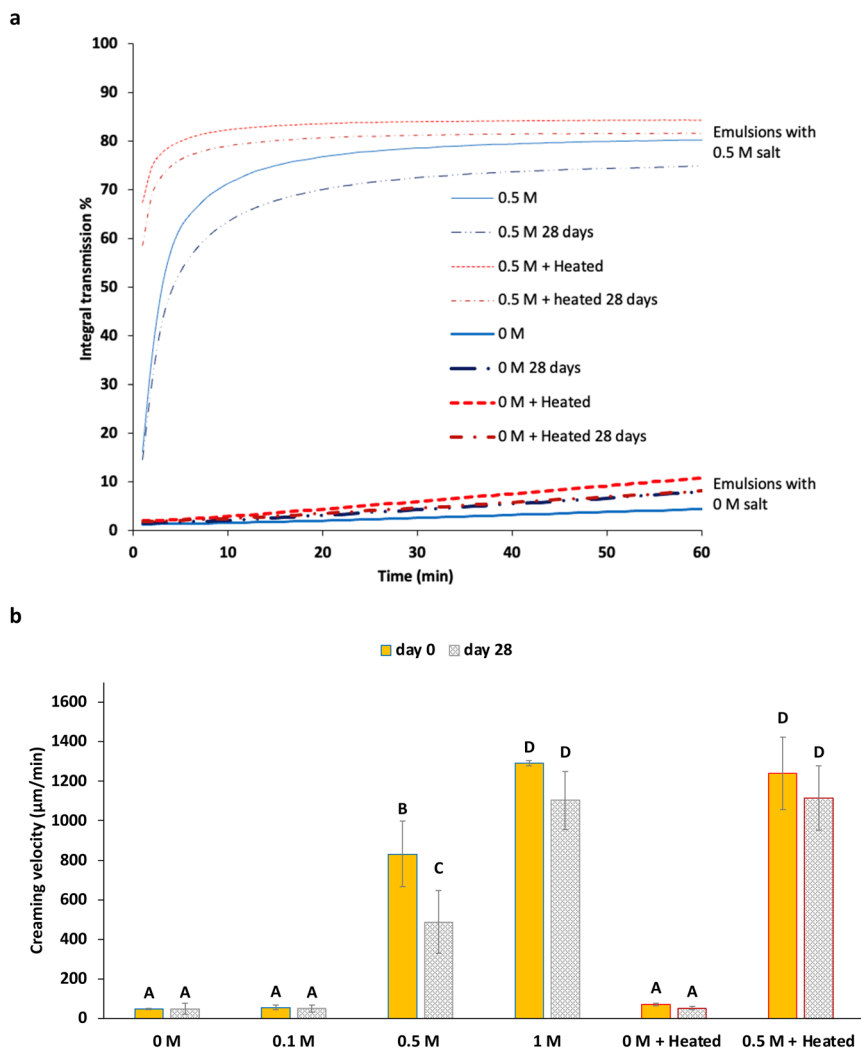 a
100
90
80
70
60
50
40
30
20
10
0
Integral transmission %
0 10 20 30 40 50 60
Time (min)
Emulsions with
0.5 M salt
0.5 M
0.5 M 28 days
0.5 M + Heated
0.5 M + heated 28 days
0 M
0 M 28 days
0 M + Heated
0 M + Heated 28 days
Emulsions with
0 M salt
b
day 0 day 28
1600
1400
1200
1000
800
600
400
200
0
Creaming velocity (µm/min)
A A A A B C D D A A D D
0 M 0.1 M 0.5 M 1 M 0 M + Heated 0.5 M + Heated